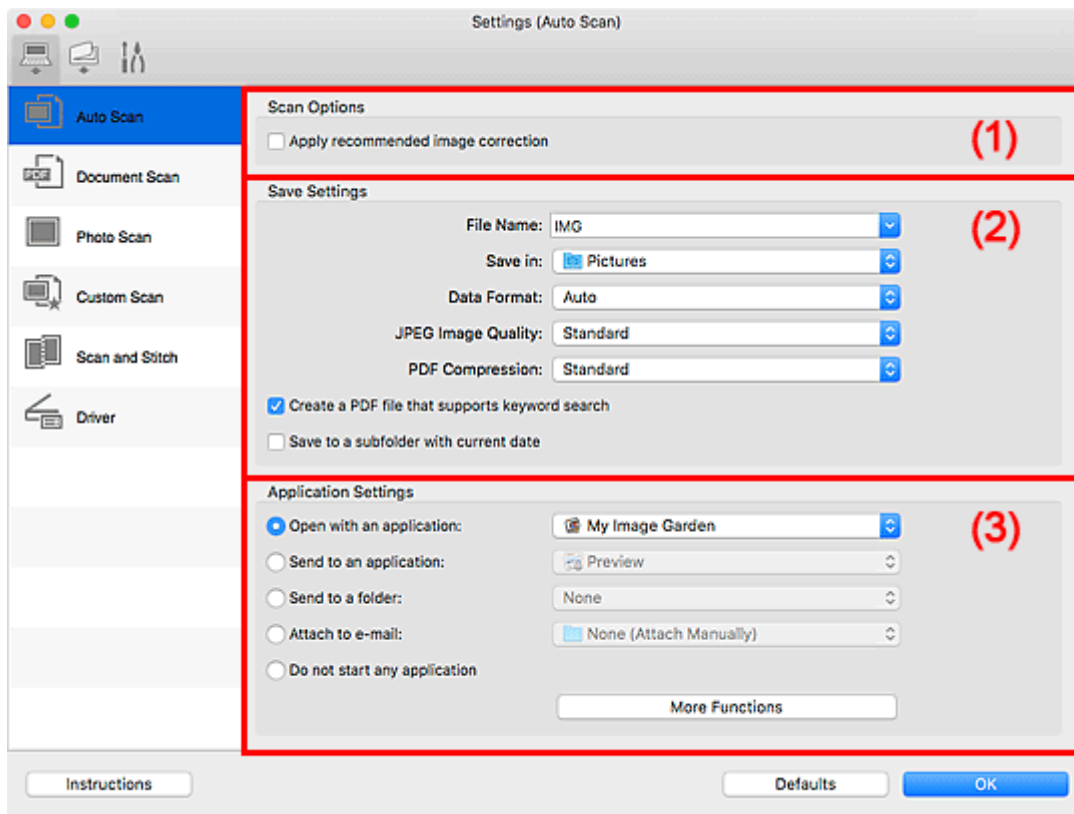 Settings (Auto Scan)
Auto Scan
PDF
Document Scan
Photo Scan
Custom Scan
Scan and Stitch
Driver
Scan Options
Apply recommended image correction
(1)
Save Settings
(2)
File Name: IMG
Save in: Pictures
Data Format: Auto
JPEG Image Quality: Standard
PDF Compression: Standard
Create a PDF file that supports keyword search
Save to a subfolder with current date
Application Settings
(3)
Open with an application: My Image Garden
Send to an application: Preview
Send to a folder: None
Attach to e-mail: None (Attach Manually)
Do not start any application
More Functions
Instructions
Defaults
OK